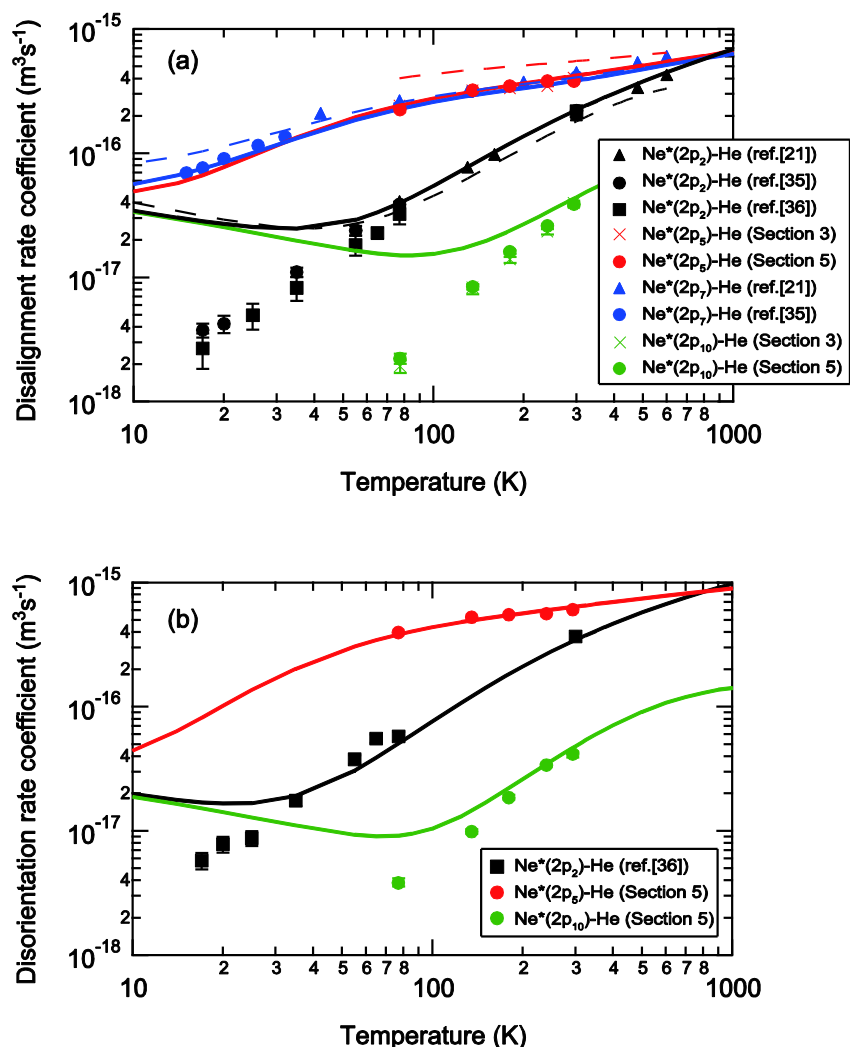 10⁻¹⁵
(a)
4
2
10⁻¹⁶
4
2
10⁻¹⁷
4
2
10⁻¹⁸
Disalignment rate coefficient (m³s⁻¹)
Ne*(2p₂)-He (ref.[21])
Ne*(2p₂)-He (ref.[35])
Ne*(2p₂)-He (ref.[36])
Ne*(2p₅)-He (Section 3)
Ne*(2p₅)-He (Section 5)
Ne*(2p₇)-He (ref.[21])
Ne*(2p₇)-He (ref.[35])
Ne*(2p₁₀)-He (Section 3)
Ne*(2p₁₀)-He (Section 5)
10 2 3 4 5 6 7 8 100 2 3 4 5 6 7 8 1000
Temperature (K)
10⁻¹⁵
(b)
4
2
10⁻¹⁶
4
2
10⁻¹⁷
4
2
10⁻¹⁸
Disorientation rate coefficient (m³s⁻¹)
Ne*(2p₂)-He (ref.[36])
Ne*(2p₅)-He (Section 5)
Ne*(2p₁₀)-He (Section 5)
10 2 3 4 5 6 7 8 100 2 3 4 5 6 7 8 1000
Temperature (K)